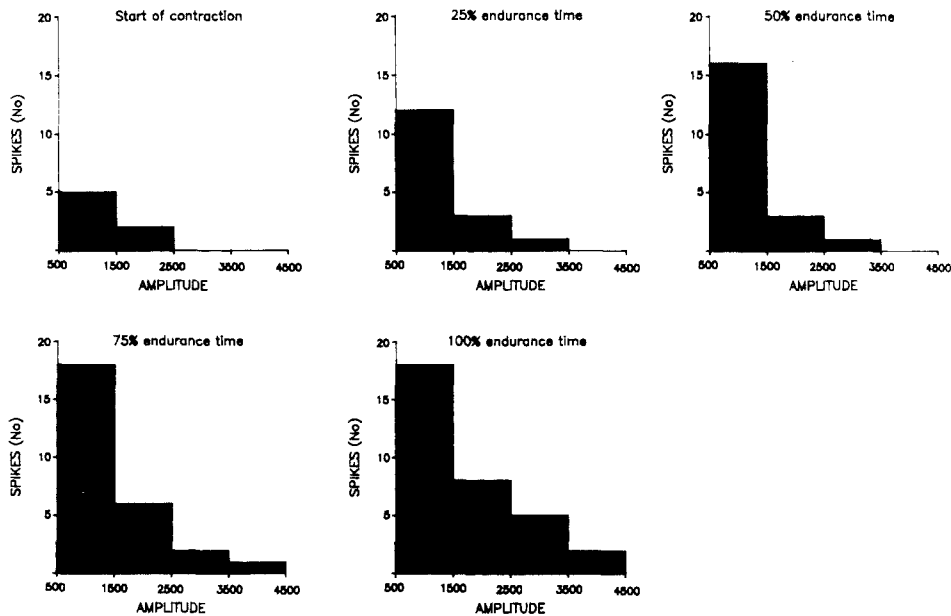 Start of contraction
20
15
10
5
SPIKES (No)
500 1500 2500 3500 4500
AMPLITUDE
25% endurance time
20
15
10
5
SPIKES (No)
500 1500 2500 3500 4500
AMPLITUDE
50% endurance time
20
15
10
5
SPIKES (No)
500 1500 2500 3500 4500
AMPLITUDE
75% endurance time
20
15
10
5
SPIKES (No)
500 1500 2500 3500 4500
AMPLITUDE
100% endurance time
20
15
10
5
SPIKES (No)
500 1500 2500 3500 4500
AMPLITUDE